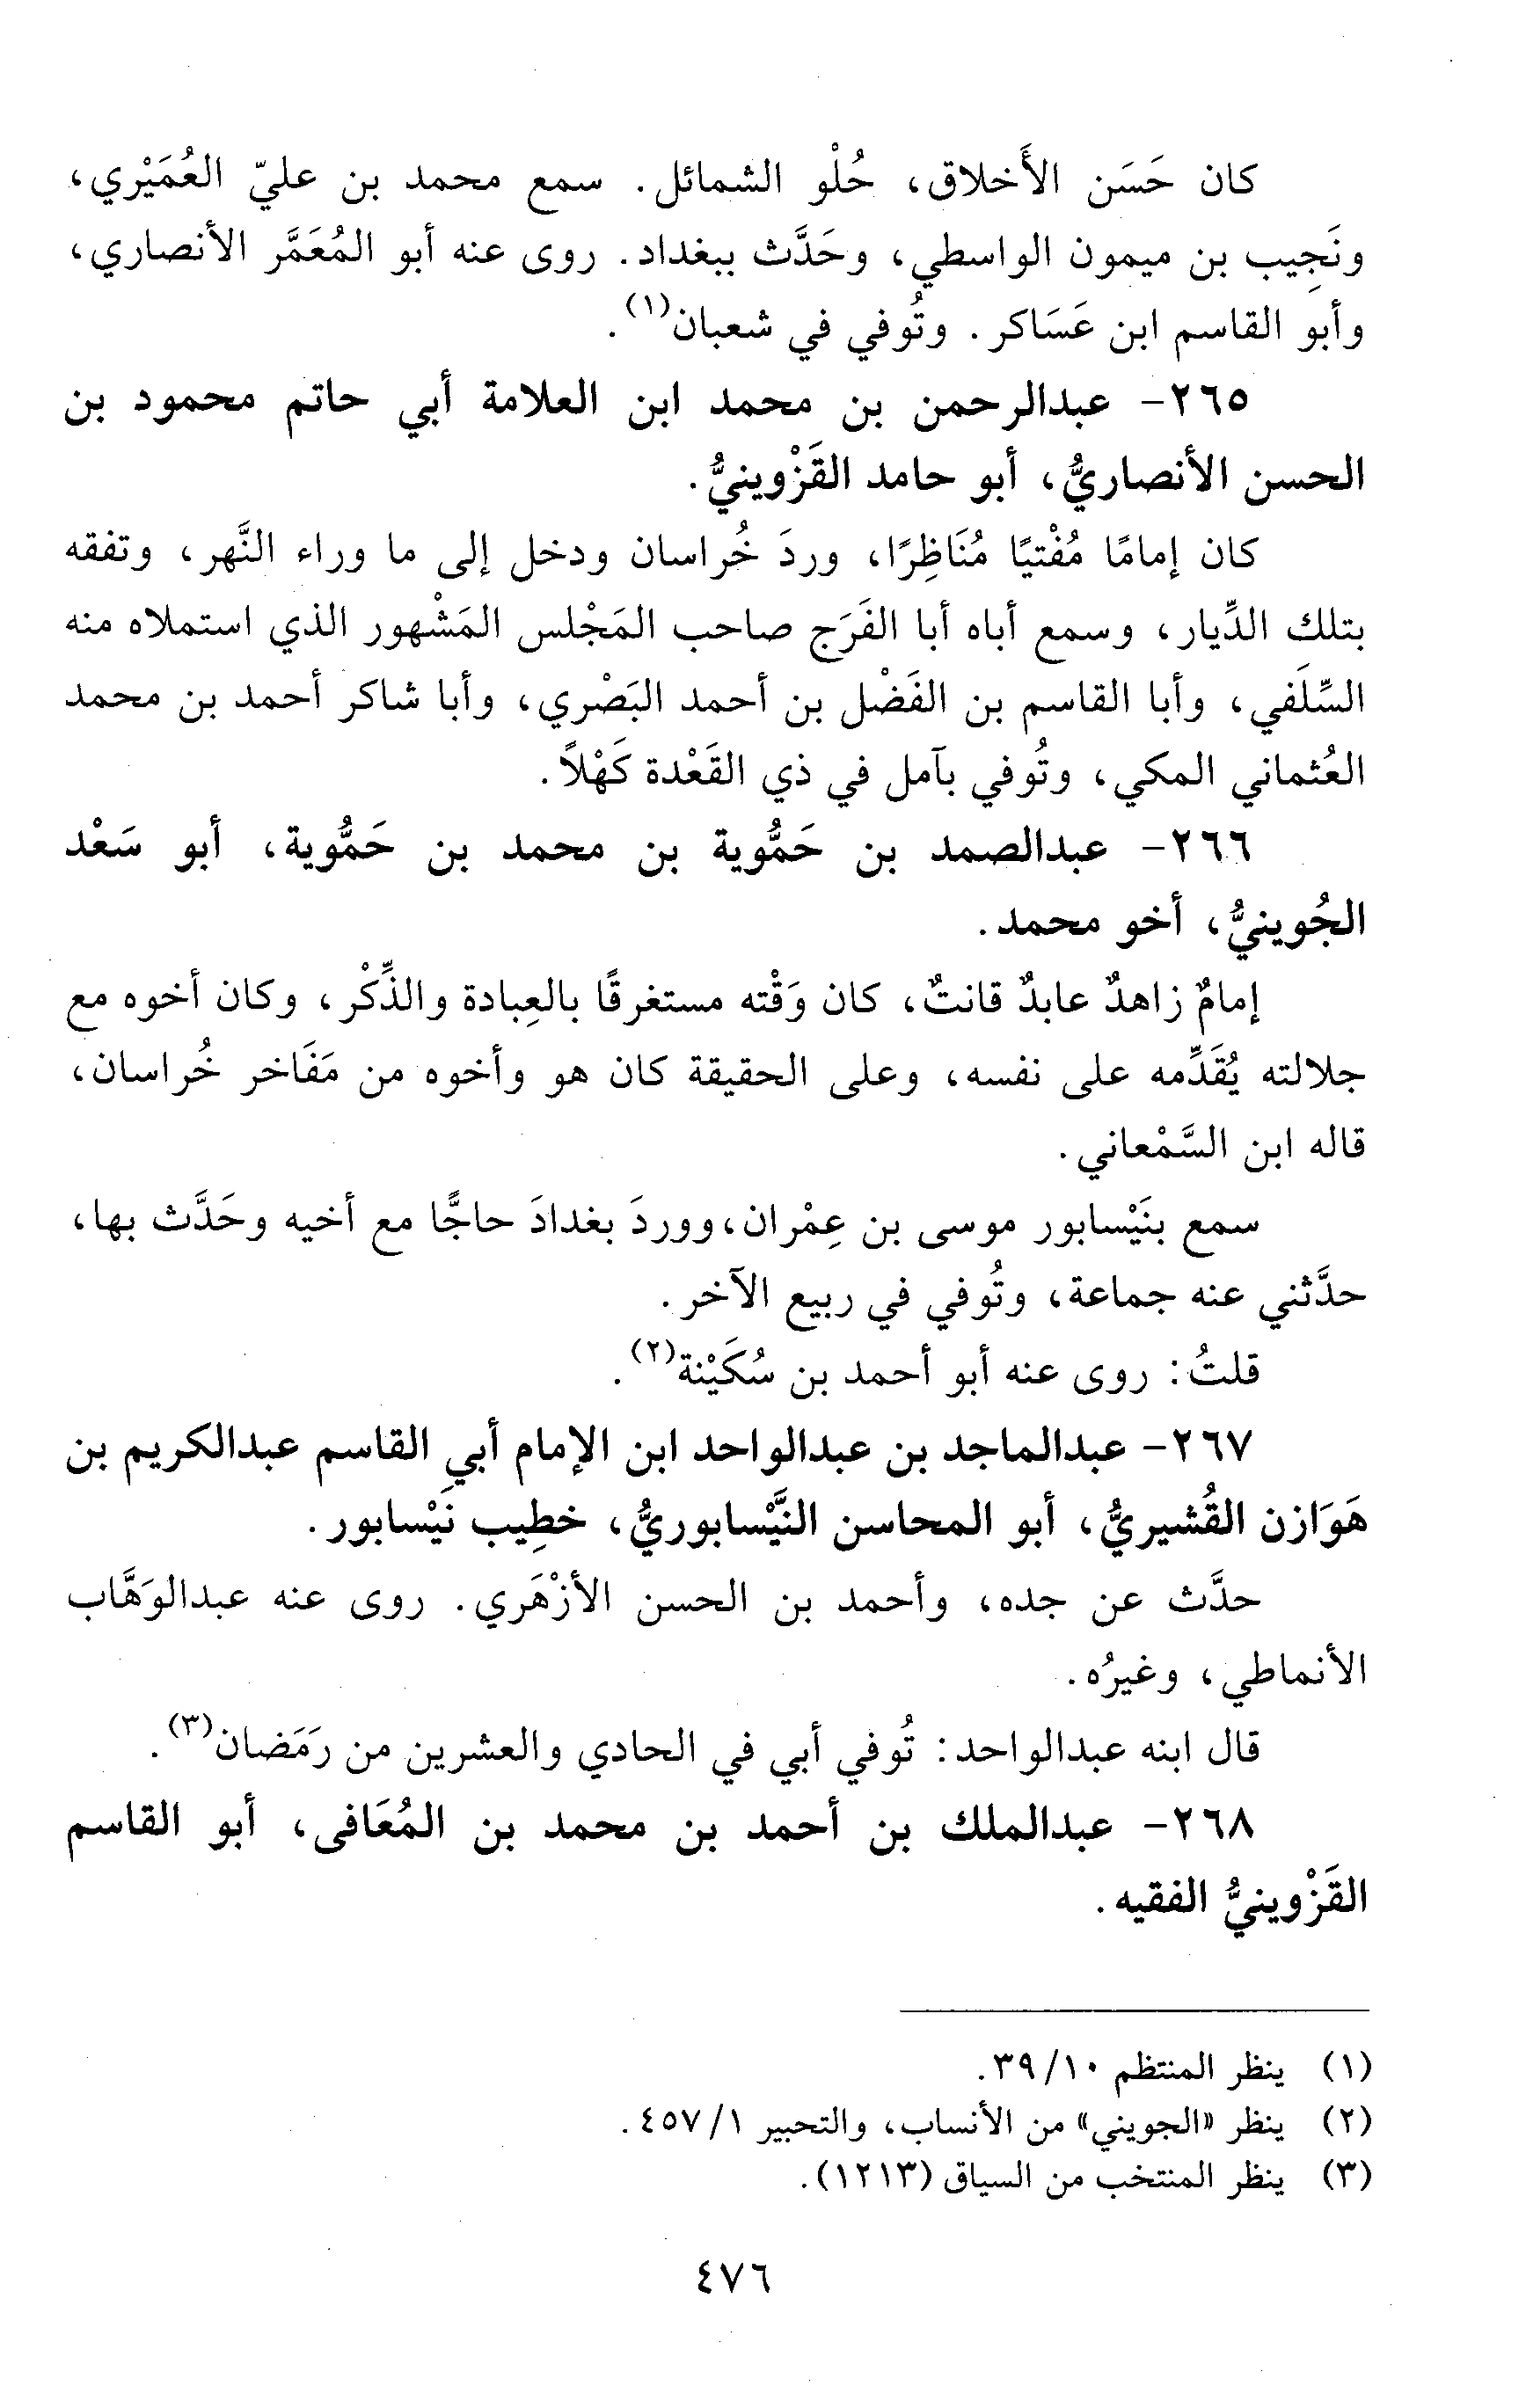 كان حَسَن الأَخلاق، حُلْو الشمائل. سمع محمد بن عليّ العُمَيْري،
ونَجِيب بن ميمون الواسطي، وحَدَّث ببغداد. روى عنه أبو المُعَمَّر الأنصاري،
وأبو القاسم ابن عَسَاكر. وتُوفي في شعبان(١).
٢٦٥- عبدالرحمن بن محمد ابن العلامة أبي حاتم محمود بن
الحسن الأنصاريُّ، أبو حامد القَزْوينيُّ.
كان إمامًا مُفْتيًا مُنَاظِرًا، وردَ خُراسان ودخل إلى ما وراء النَّهر، وتفقه
بتلك الدِّيار، وسمع أباه أبا الفَرَج صاحب المَجْلس المَشْهور الذي استملاه منه
السِّلَفي، وأبا القاسم بن الفَضْل بن أحمد البَصْري، وأبا شاكر أحمد بن محمد
العُثماني المكي، وتُوفي بآمل في ذي القَعْدة كَهْلاً.
٢٦٦- عبدالصمد بن حَمُّوية بن محمد بن حَمُّوية، أبو سَعْد
الجُوينيُّ، أخو محمد.
إمامٌ زاهدٌ عابدٌ قانتٌ، كان وَقْته مستغرقًا بالعِبادة والذِّكْر، وكان أخوه مع
جلالته يُقَدِّمه على نفسه، وعلى الحقيقة كان هو وأخوه من مَفَاخر خُراسان،
قاله ابن السَّمْعاني.
سمع بنَيْسابور موسى بن عِمْران، ووردَ بغدادَ حاجًّا مع أخيه وحَدَّث بها،
حدَّثني عنه جماعة، وتُوفي في ربيع الآخر.
قلتُ: روى عنه أبو أحمد بن سُكَيْنة(٢).
٢٦٧- عبدالماجد بن عبدالواحد ابن الإمام أبي القاسم عبدالكريم بن
هَوَازن القُشيريُّ، أبو المحاسن النَّيْسابوريُّ، خطِيب نَيْسابور.
حدَّث عن جده، وأحمد بن الحسن الأزْهَري. روى عنه عبدالوَهَّاب
الأنماطي، وغيرُه.
قال ابنه عبدالواحد: تُوفي أبي في الحادي والعشرين من رَمَضان(٣).
٢٦٨- عبدالملك بن أحمد بن محمد بن المُعَافى، أبو القاسم
القَزْوينيُّ الفقيه.
(١) ينظر المنتظم ١٠/ ٣٩.
(٢) ينظر «الجويني» من الأنساب، والتحبير ١/ ٤٥٧.
(٣) ينظر المنتخب من السياق (١٢١٣).
٤٧٦